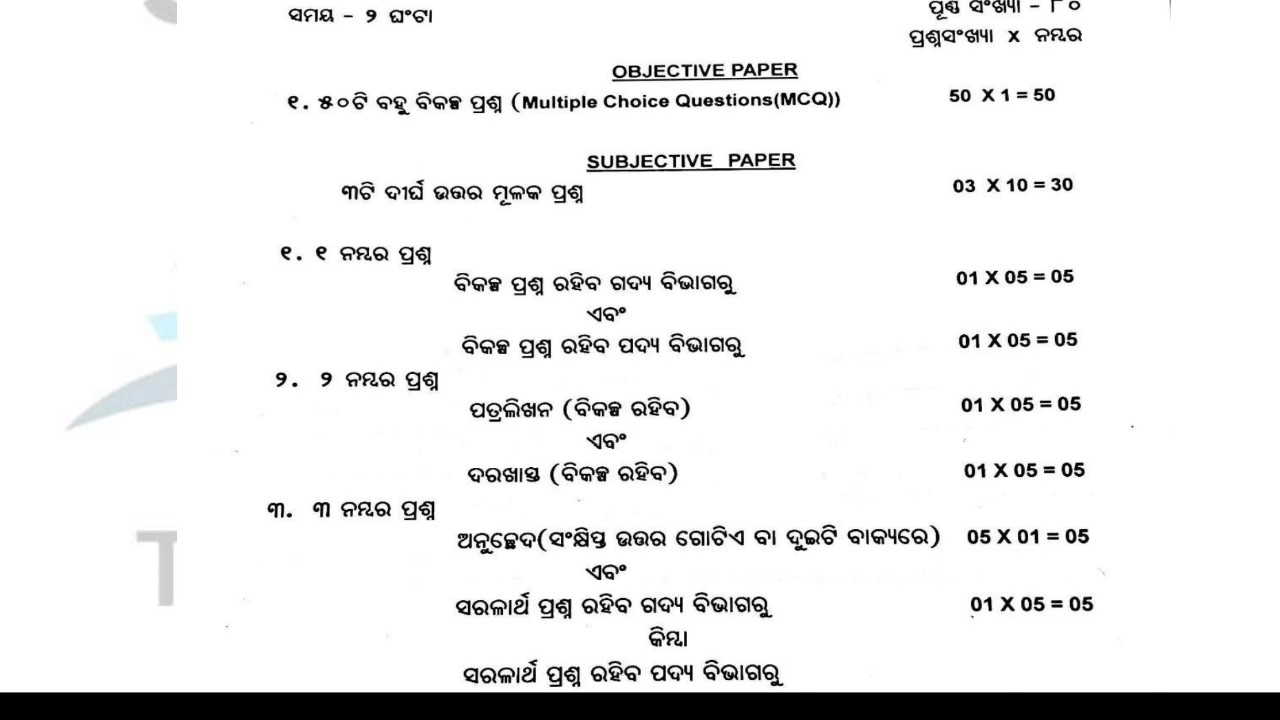 ସମୟ - ୨ ଘଂଟା
ପୂର୍ଣ୍ଣ ସଂଖ୍ୟା - ୮୦
ପ୍ରଶ୍ନସଂଖ୍ୟା x ନମ୍ବର
OBJECTIVE PAPER
୧. ୫୦ଟି ବହୁ ବିକଳ୍ପ ପ୍ରଶ୍ନ (Multiple Choice Questions(MCQ)) 50 X 1 = 50
SUBJECTIVE PAPER
୩ଟି ଦୀର୍ଘ ଉତ୍ତର ମୂଳକ ପ୍ରଶ୍ନ 03 X 10 = 30
୧. ୧ ନମ୍ବର ପ୍ରଶ୍ନ
ବିକଳ୍ପ ପ୍ରଶ୍ନ ରହିବ ଗଦ୍ୟ ବିଭାଗରୁ 01 X 05 = 05
ଏବଂ
ବିକଳ୍ପ ପ୍ରଶ୍ନ ରହିବ ପଦ୍ୟ ବିଭାଗରୁ 01 X 05 = 05
୨. ୨ ନମ୍ବର ପ୍ରଶ୍ନ
ପତ୍ରଲିଖନ (ବିକଳ୍ପ ରହିବ) 01 X 05 = 05
ଏବଂ
ଦରଖାସ୍ତ (ବିକଳ୍ପ ରହିବ) 01 X 05 = 05
୩. ୩ ନମ୍ବର ପ୍ରଶ୍ନ
ଅନୁଚ୍ଛେଦ(ସଂକ୍ଷିପ୍ତ ଉତ୍ତର ଗୋଟିଏ ବା ଦୁଇଟି ବାକ୍ୟରେ) 05 X 01 = 05
ଏବଂ
ସରଳାର୍ଥ ପ୍ରଶ୍ନ ରହିବ ଗଦ୍ୟ ବିଭାଗରୁ 01 X 05 = 05
କିମ୍ବା
ସରଳାର୍ଥ ପ୍ରଶ୍ନ ରହିବ ପଦ୍ୟ ବିଭାଗରୁ